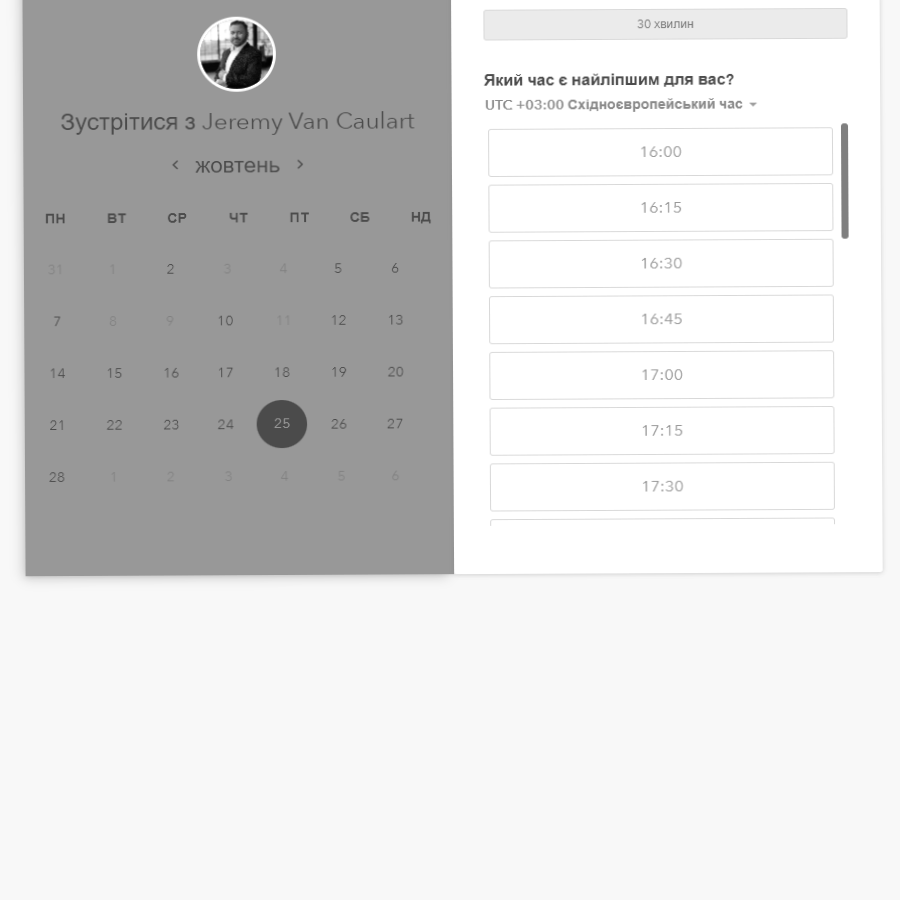 Зустрітися з Jeremy Van Caulart
жовтень
ПН ВТ СР ЧТ ПТ СБ НД
31 1 2 3 4 5 6
7 8 9 10 11 12 13
14 15 16 17 18 19 20
21 22 23 24 25 26 27
28 1 2 3 4 5 6
30 хвилин
Який час є найліпшим для вас?
UTC +03:00 Східноєвропейський час
16:00
16:15
16:30
16:45
17:00
17:15
17:30